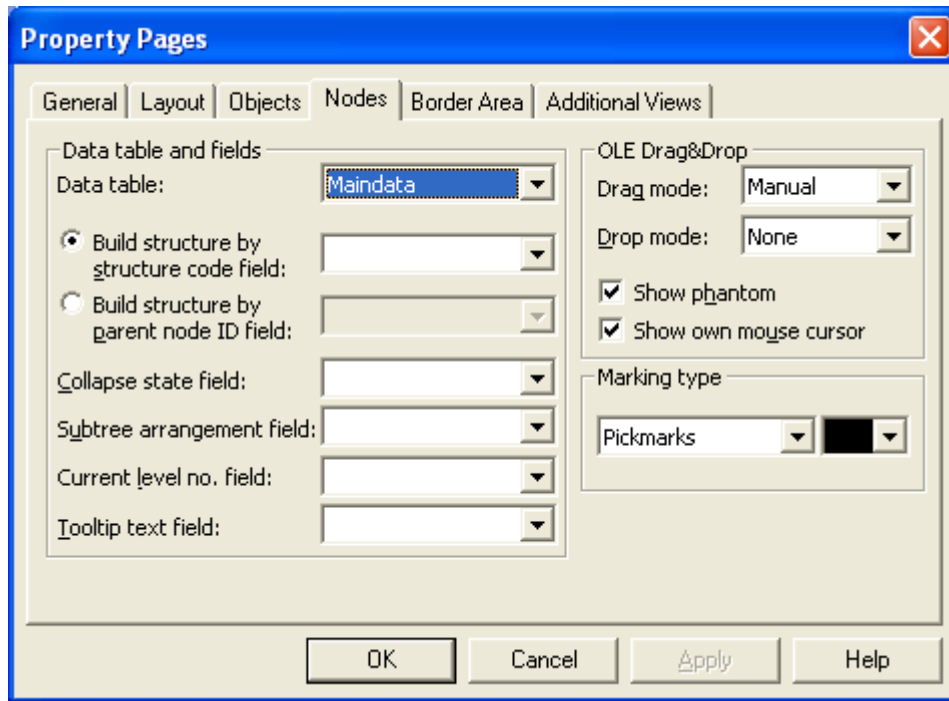 Property Pages
General Layout Objects Nodes Border Area Additional Views
Data table and fields
Data table: Maindata
Build structure by
structure code field:
Build structure by
parent node ID field:
Collapse state field:
Subtree arrangement field:
Current level no. field:
Tooltip text field:
OLE Drag&Drop
Drag mode: Manual
Drop mode: None
Show phantom
Show own mouse cursor
Marking type
Pickmarks
OK Cancel Apply Help